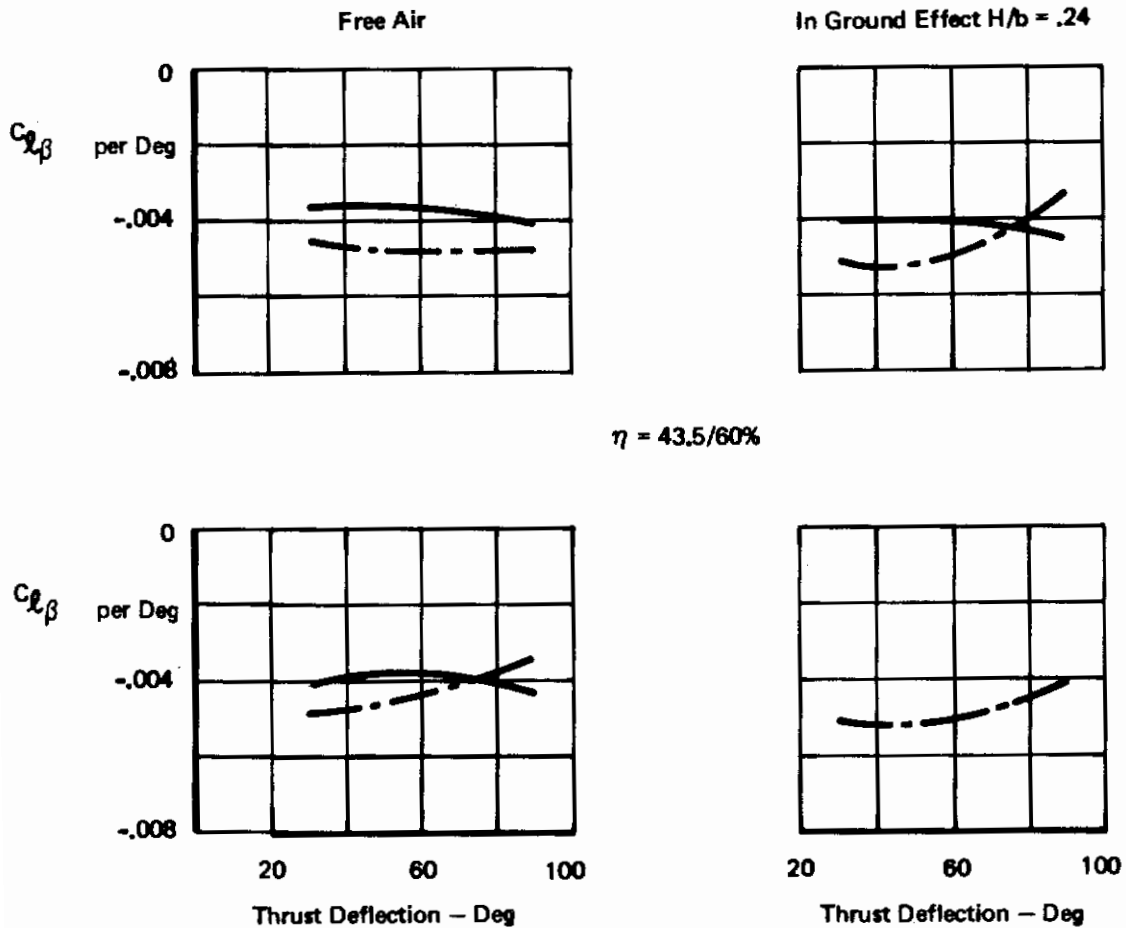 Free Air
In Ground Effect H/b = .24
0
Cℓβ per Deg
-.004
-.008
η = 43.5/60%
0
Cℓβ per Deg
-.004
-.008
20 60 100
20 60 100
Thrust Deflection — Deg
Thrust Deflection — Deg